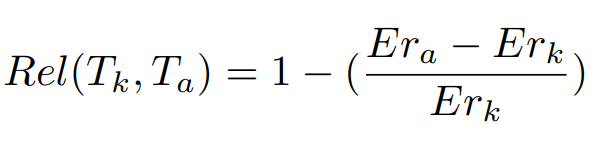 Rel(T_k, T_a) = 1 − (\frac{Er_a − Er_k}{Er_k})